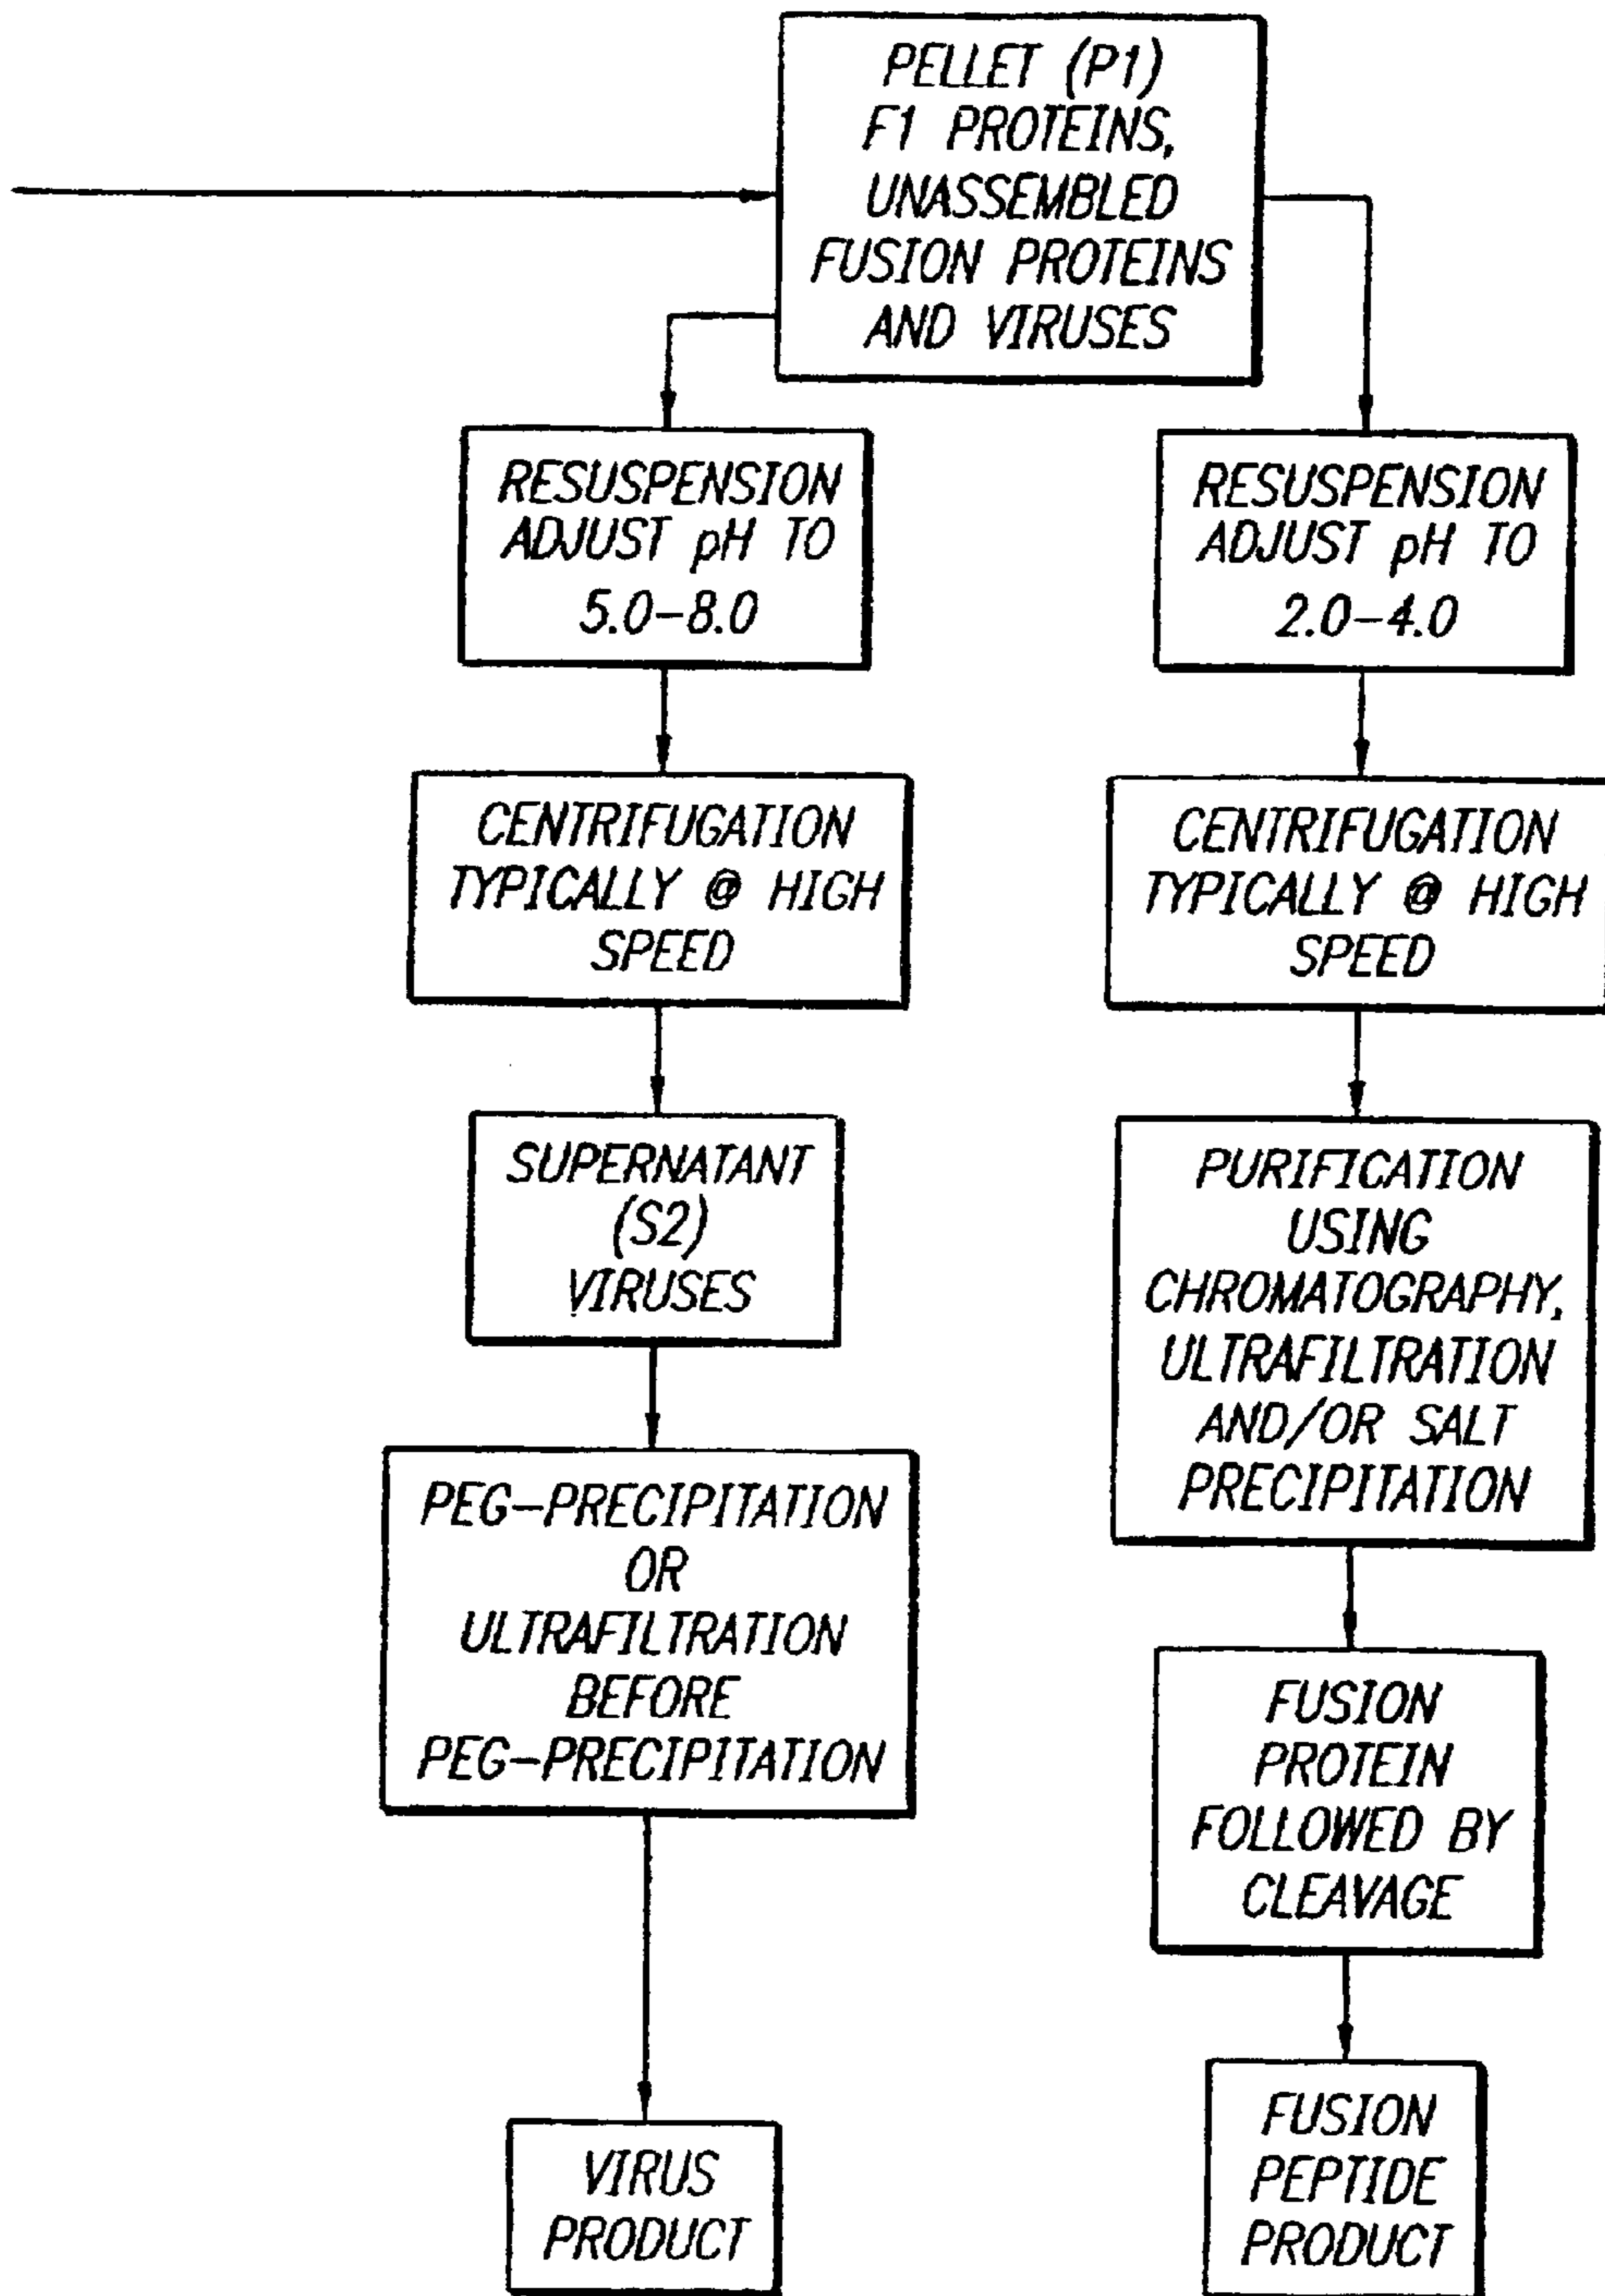 PELLET (P1)
F1 PROTEINS,
UNASSEMBLED
FUSION PROTEINS
AND VIRUSES
RESUSPENSION
ADJUST pH TO
5.0-8.0
CENTRIFUGATION
TYPICALLY @ HIGH
SPEED
SUPERNATANT
(S2)
VIRUSES
PEG-PRECIPITATION
OR
ULTRAFILTRATION
BEFORE
PEG-PRECIPITATION
VIRUS
PRODUCT
RESUSPENSION
ADJUST pH TO
2.0-4.0
CENTRIFUGATION
TYPICALLY @ HIGH
SPEED
PURIFICATION
USING
CHROMATOGRAPHY,
ULTRAFILTRATION
AND/OR SALT
PRECIPITATION
FUSION
PROTEIN
FOLLOWED BY
CLEAVAGE
FUSION
PEPTIDE
PRODUCT